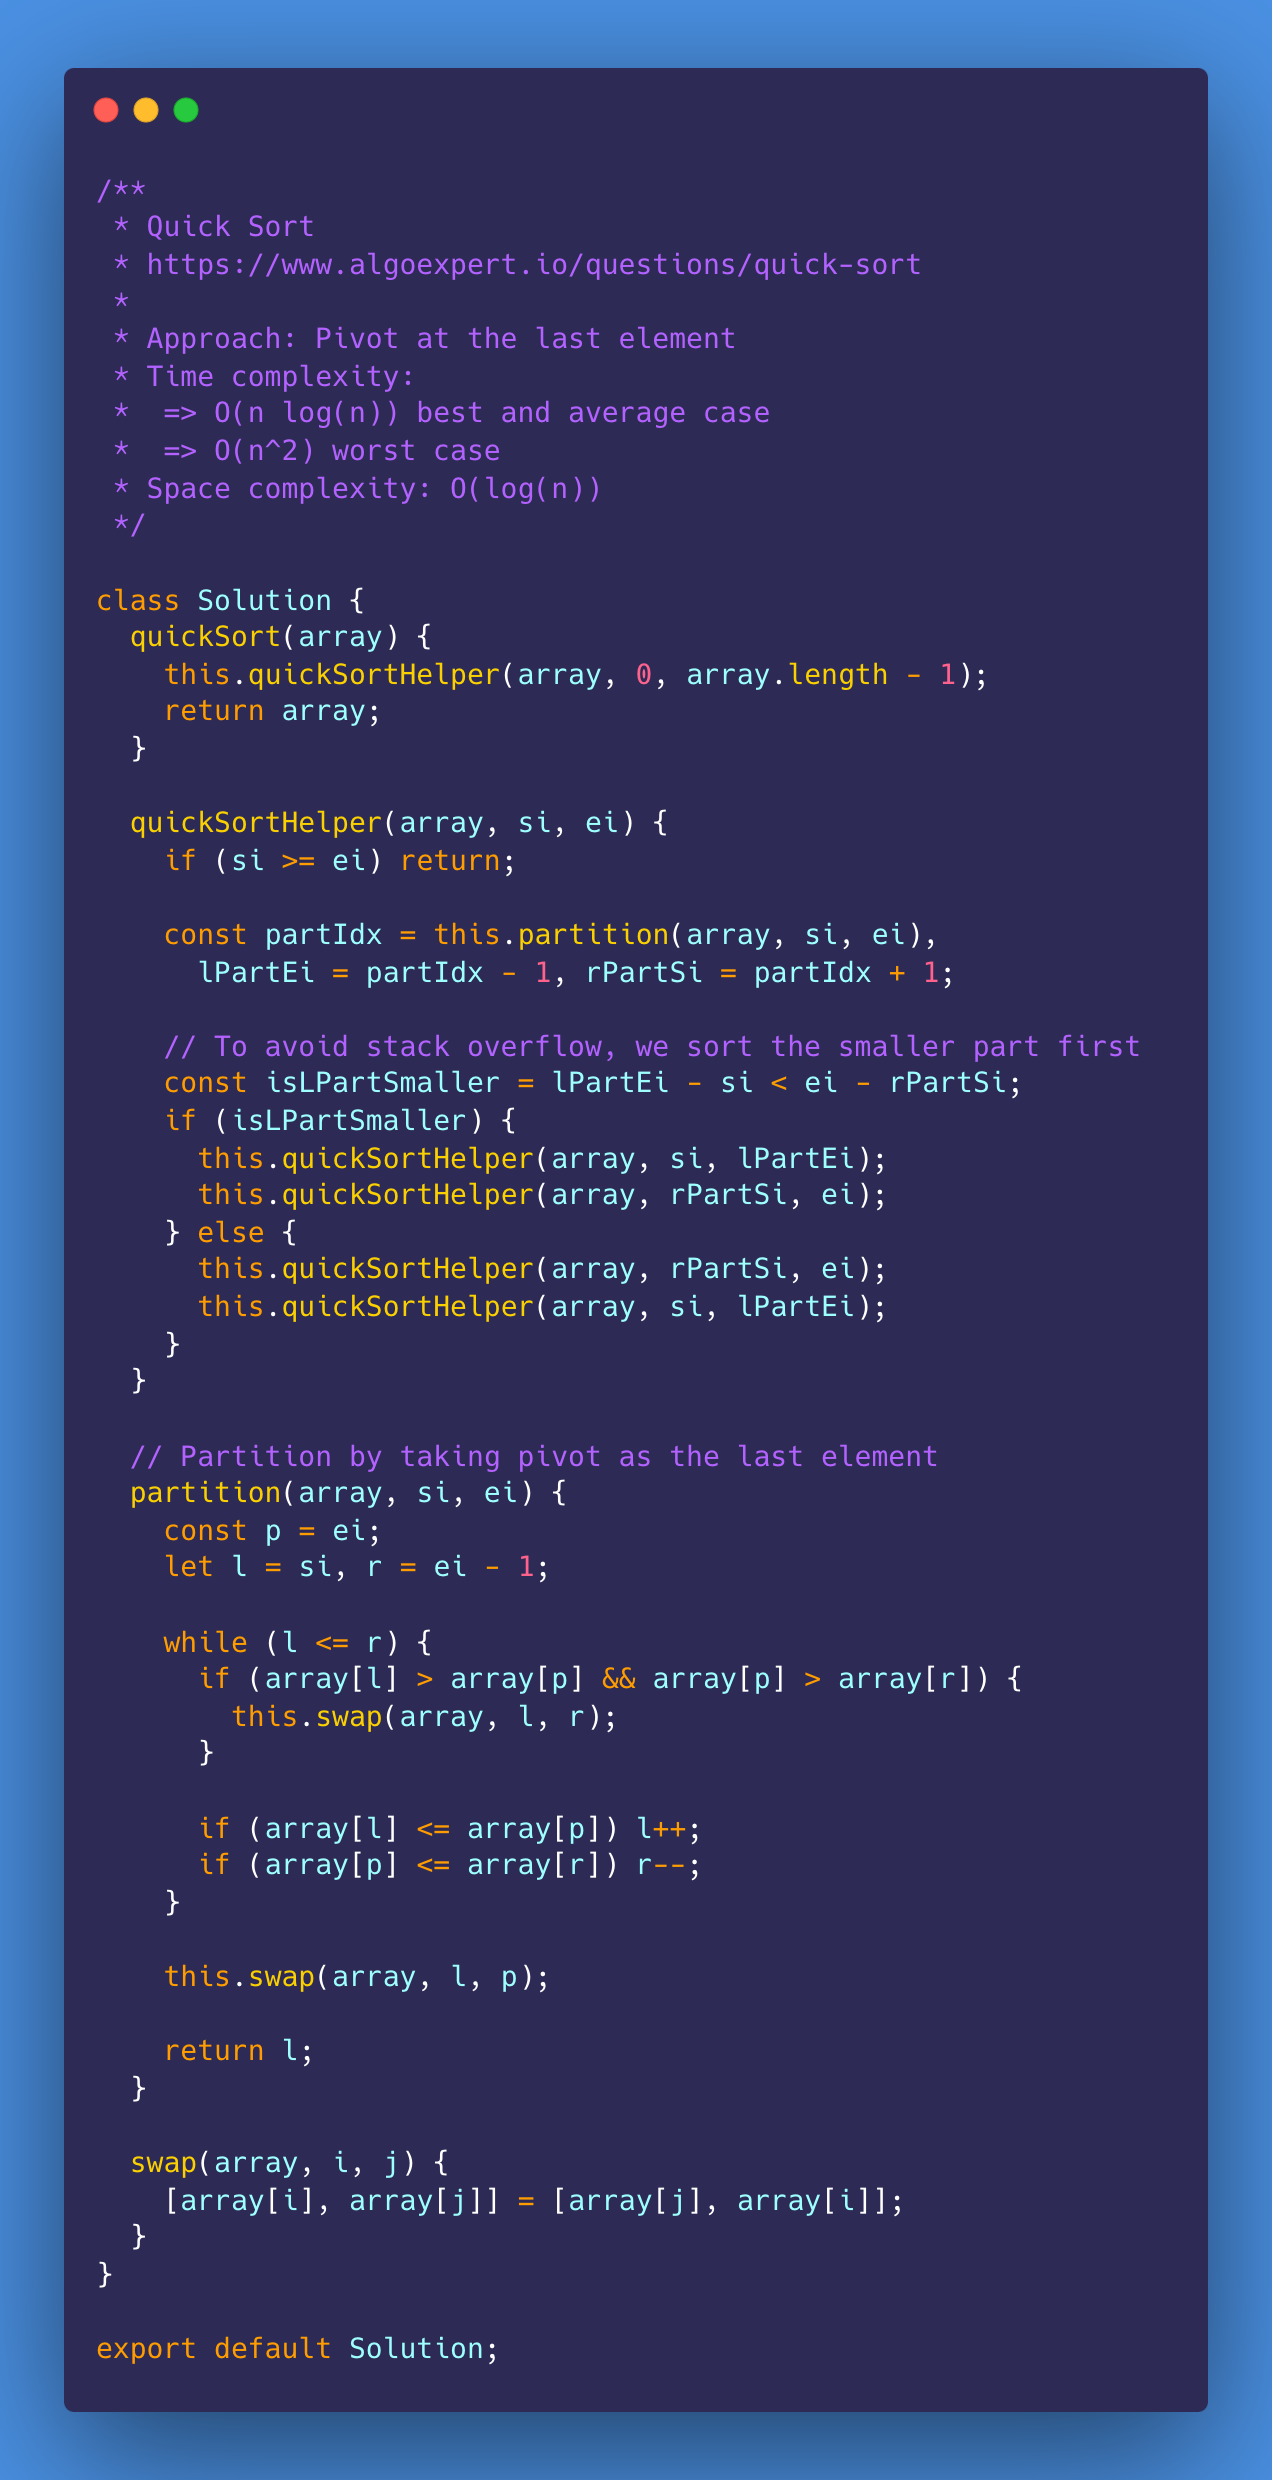 /**
 * Quick Sort
 * https://www.algoexpert.io/questions/quick-sort
 *
 * Approach: Pivot at the last element
 * Time complexity:
 *  => O(n log(n)) best and average case
 *  => O(n^2) worst case
 * Space complexity: O(log(n))
 */

class Solution {
  quickSort(array) {
    this.quickSortHelper(array, 0, array.length - 1);
    return array;
  }

  quickSortHelper(array, si, ei) {
    if (si >= ei) return;

    const partIdx = this.partition(array, si, ei),
      lPartEi = partIdx - 1, rPartSi = partIdx + 1;

    // To avoid stack overflow, we sort the smaller part first
    const isLPartSmaller = lPartEi - si < ei - rPartSi;
    if (isLPartSmaller) {
      this.quickSortHelper(array, si, lPartEi);
      this.quickSortHelper(array, rPartSi, ei);
    } else {
      this.quickSortHelper(array, rPartSi, ei);
      this.quickSortHelper(array, si, lPartEi);
    }
  }

  // Partition by taking pivot as the last element
  partition(array, si, ei) {
    const p = ei;
    let l = si, r = ei - 1;

    while (l <= r) {
      if (array[l] > array[p] && array[p] > array[r]) {
        this.swap(array, l, r);
      }

      if (array[l] <= array[p]) l++;
      if (array[p] <= array[r]) r--;
    }

    this.swap(array, l, p);

    return l;
  }

  swap(array, i, j) {
    [array[i], array[j]] = [array[j], array[i]];
  }
}

export default Solution;